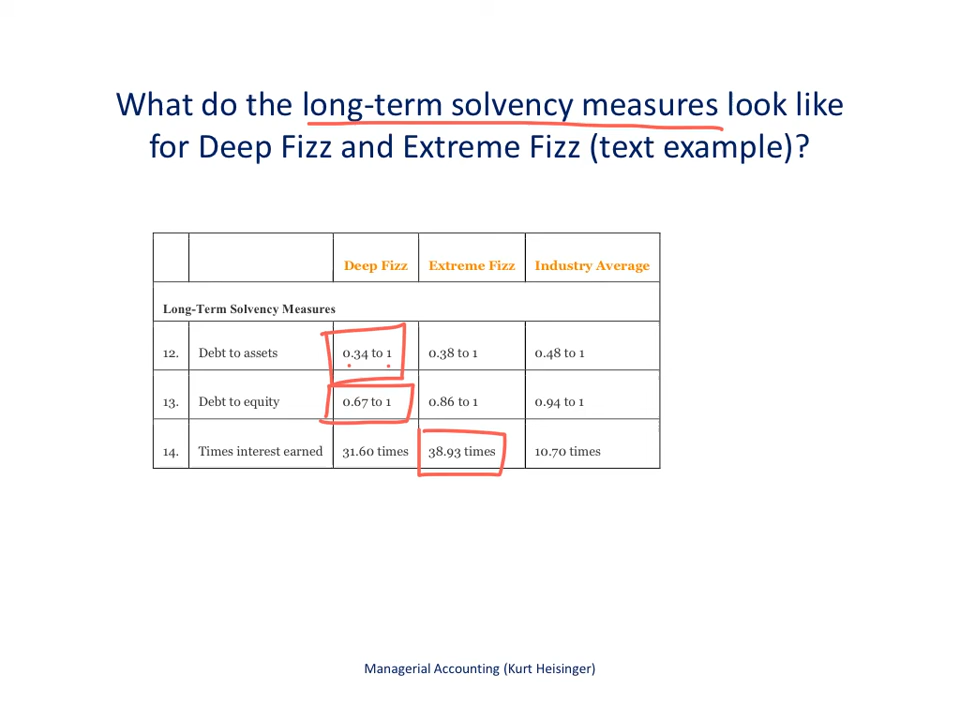 What do the long-term solvency measures look like
for Deep Fizz and Extreme Fizz (text example)?
Deep Fizz Extreme Fizz Industry Average
Long-Term Solvency Measures
12. Debt to assets 0.34 to 1 0.38 to 1 0.48 to 1
13. Debt to equity 0.67 to 1 0.86 to 1 0.94 to 1
14. Times interest earned 31.60 times 38.93 times 10.70 times
Managerial Accounting (Kurt Heisinger)